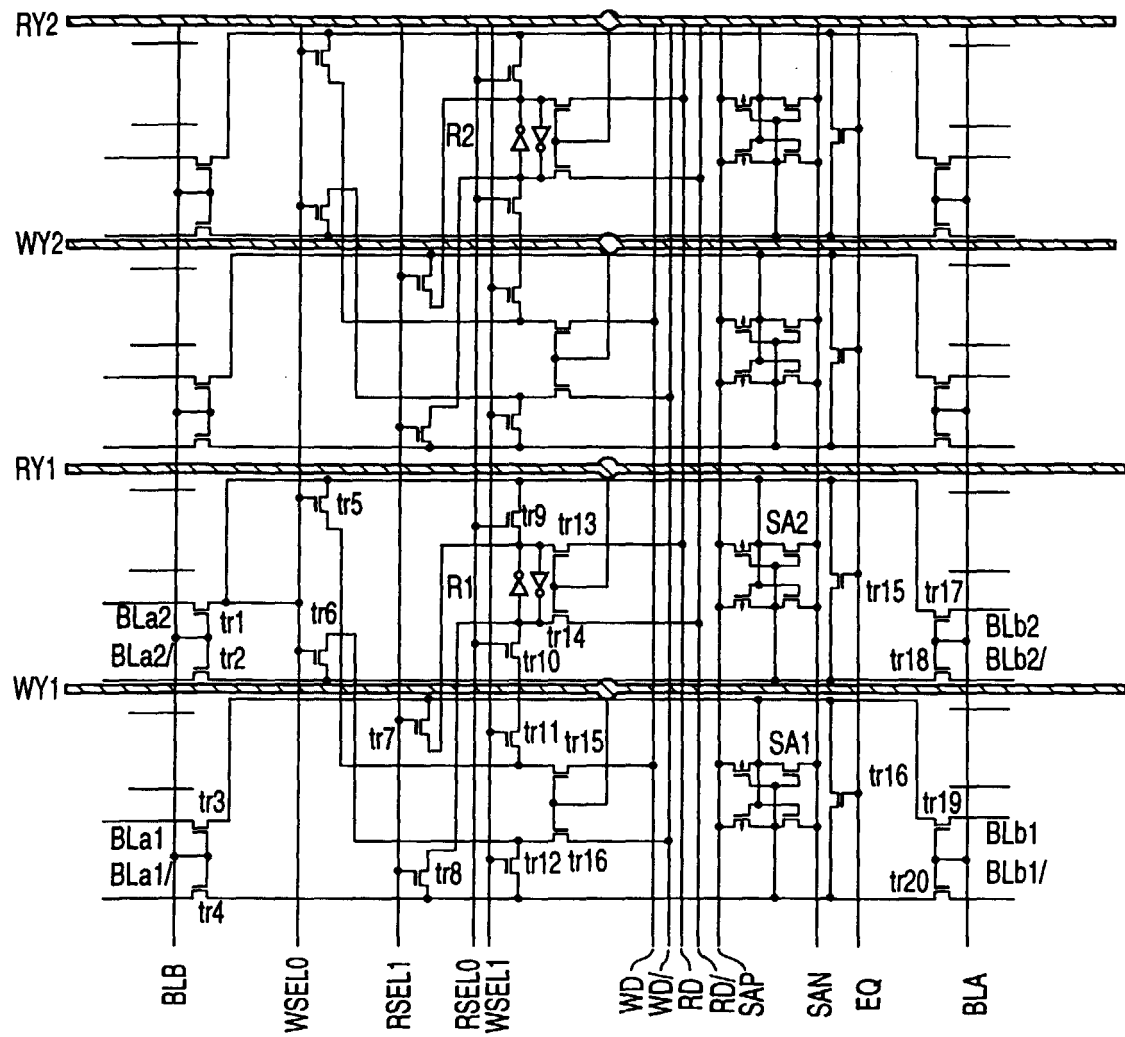 RY2
R2
WY2
RY1
tr5
tr9
tr13
SA2
R1
tr15
tr17
BLa2
tr1
tr6
tr14
BLb2
BLa2/
tr2
tr10
tr18
BLb2/
WY1
tr7
tr11
tr15
SA1
tr16
tr3
tr19
BLa1
BLb1
BLa1/
tr8
tr12
tr16
tr20
BLb1/
tr4
BLB
WSEL0
RSEL1
RSEL0
WSEL1
WD
WD/
RD
RD/
SAP
SAN
EQ
BLA